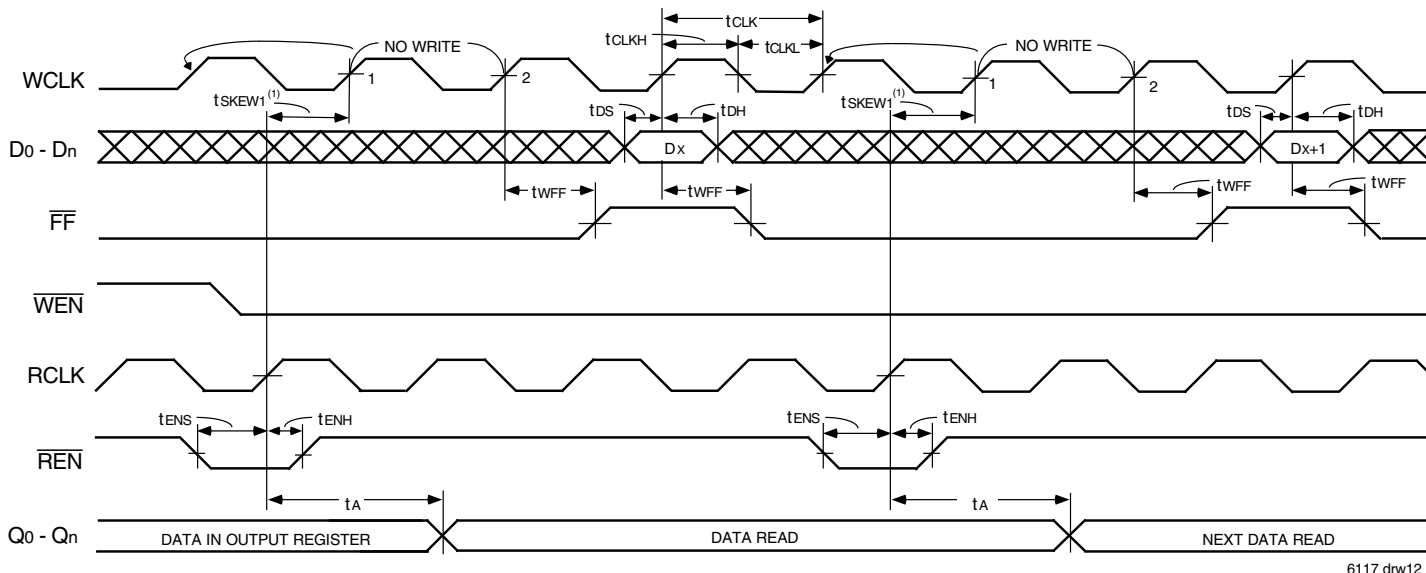 tCLK
tCLKH
tCLKL
NO WRITE
NO WRITE
WCLK
1
2
1
2
tSKEW1(1)
tDS
tDH
tSKEW1(1)
tDS
tDH
D0 - Dn
Dx
Dx+1
tWFF
tWFF
tWFF
tWFF
FF
WEN
RCLK
tENS
tENH
tENS
tENH
REN
tA
tA
Q0 - Qn
DATA IN OUTPUT REGISTER
DATA READ
NEXT DATA READ
6117 drw12